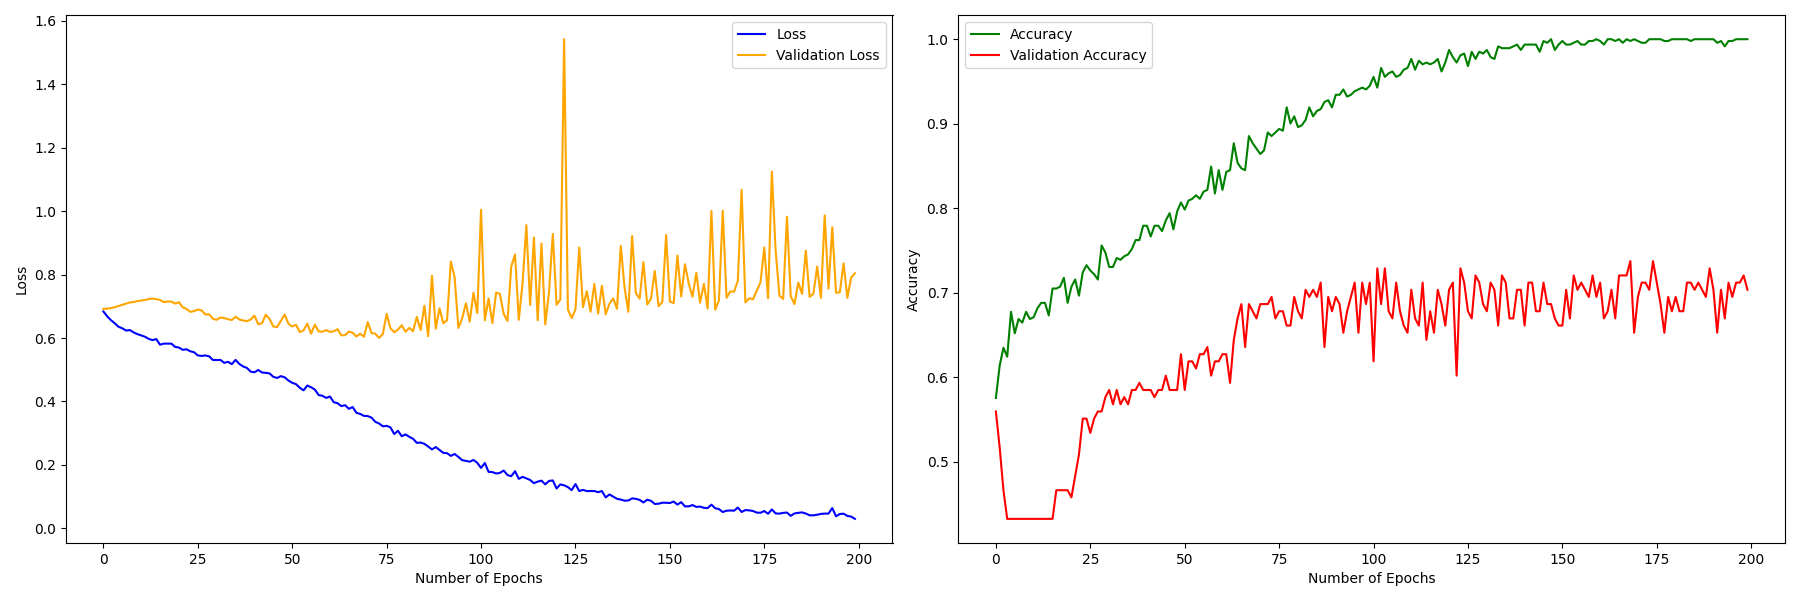 1.6
1.4
1.2
1.0
0.8
0.6
0.4
0.2
0.0
Loss
Loss
Validation Loss
0 25 50 75 100 125 150 175 200
Number of Epochs
1.0
0.9
0.8
0.7
0.6
0.5
Accuracy
Accuracy
Validation Accuracy
0 25 50 75 100 125 150 175 200
Number of Epochs